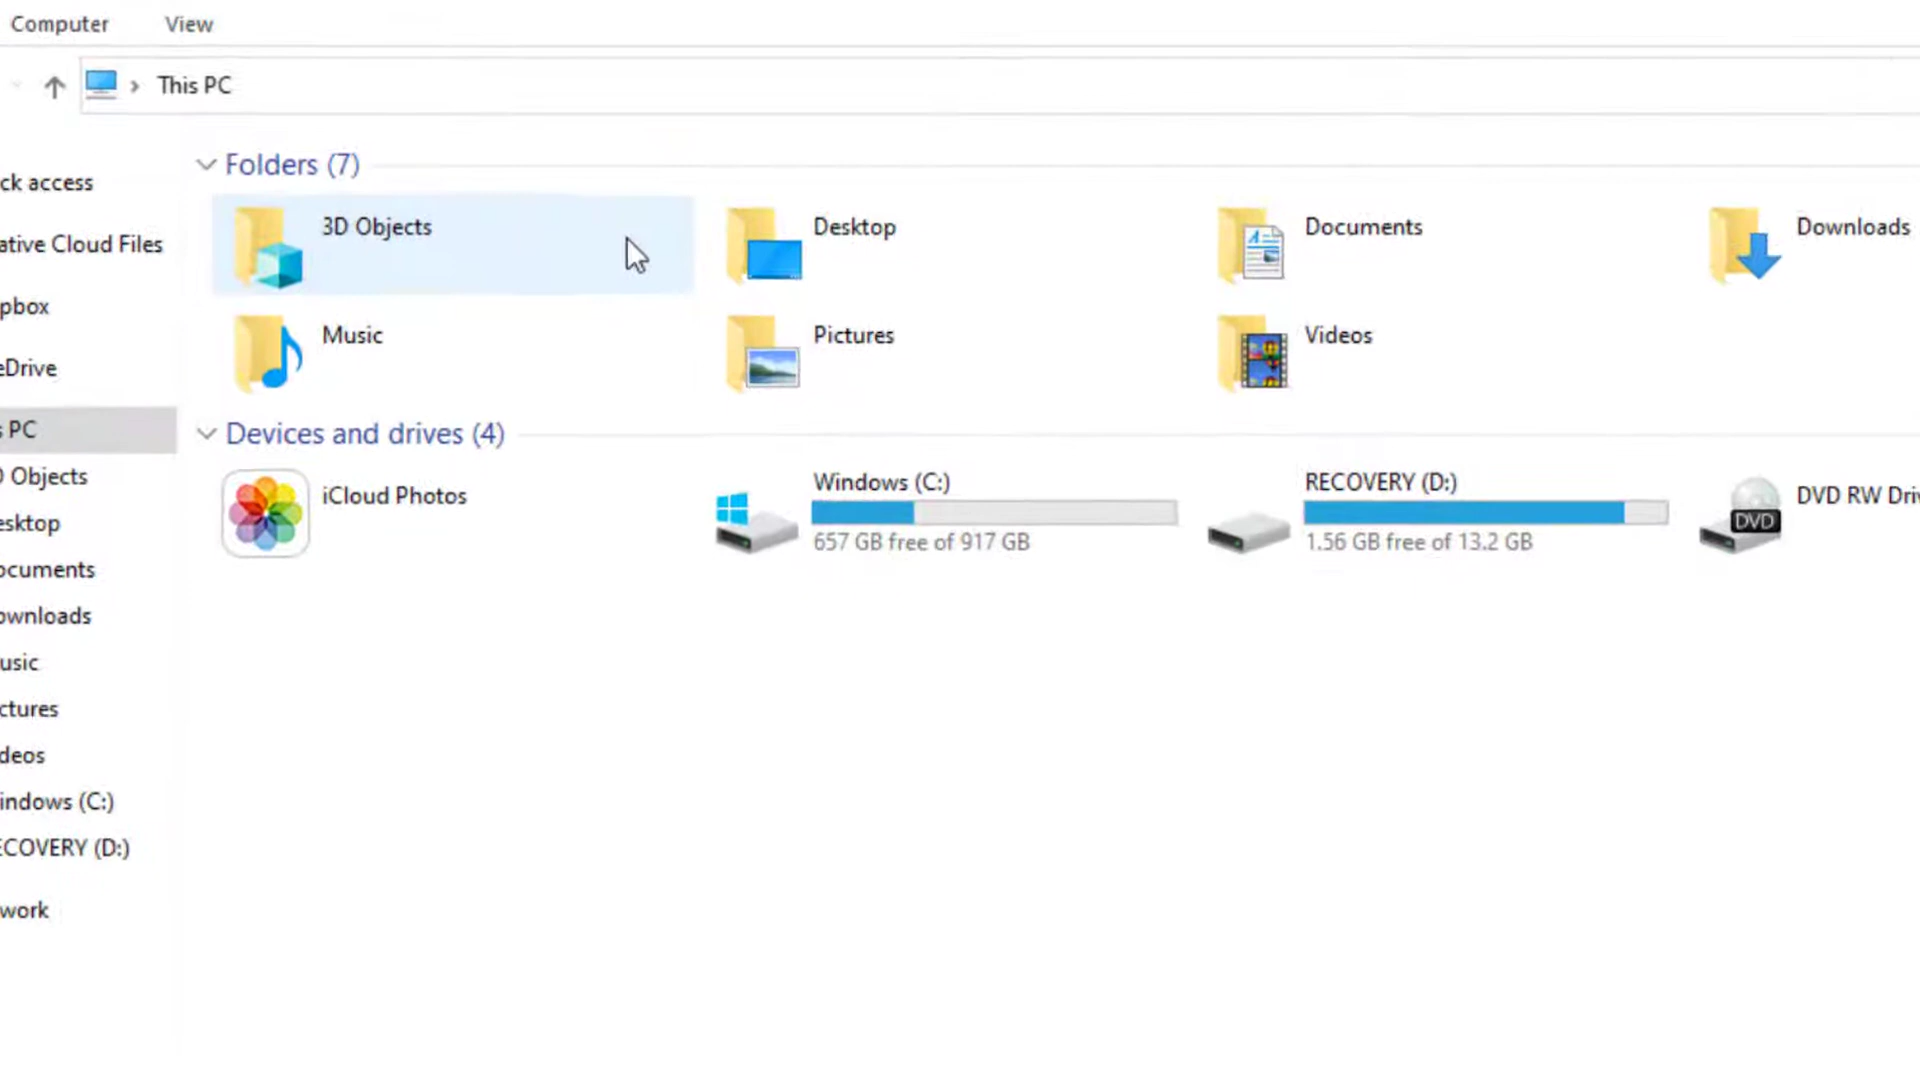 Computer View
This PC
Folders (7)
3D Objects Desktop Documents Downloads
Music Pictures Videos
Devices and drives (4)
iCloud Photos
Windows (C:)
657 GB free of 917 GB
RECOVERY (D:)
1.56 GB free of 13.2 GB
DVD RW Driv
DVD
ck access
ative Cloud Files
pbox
eDrive
s PC
D Objects
esktop
ocuments
ownloads
usic
ctures
deos
indows (C:)
ECOVERY (D:)
work